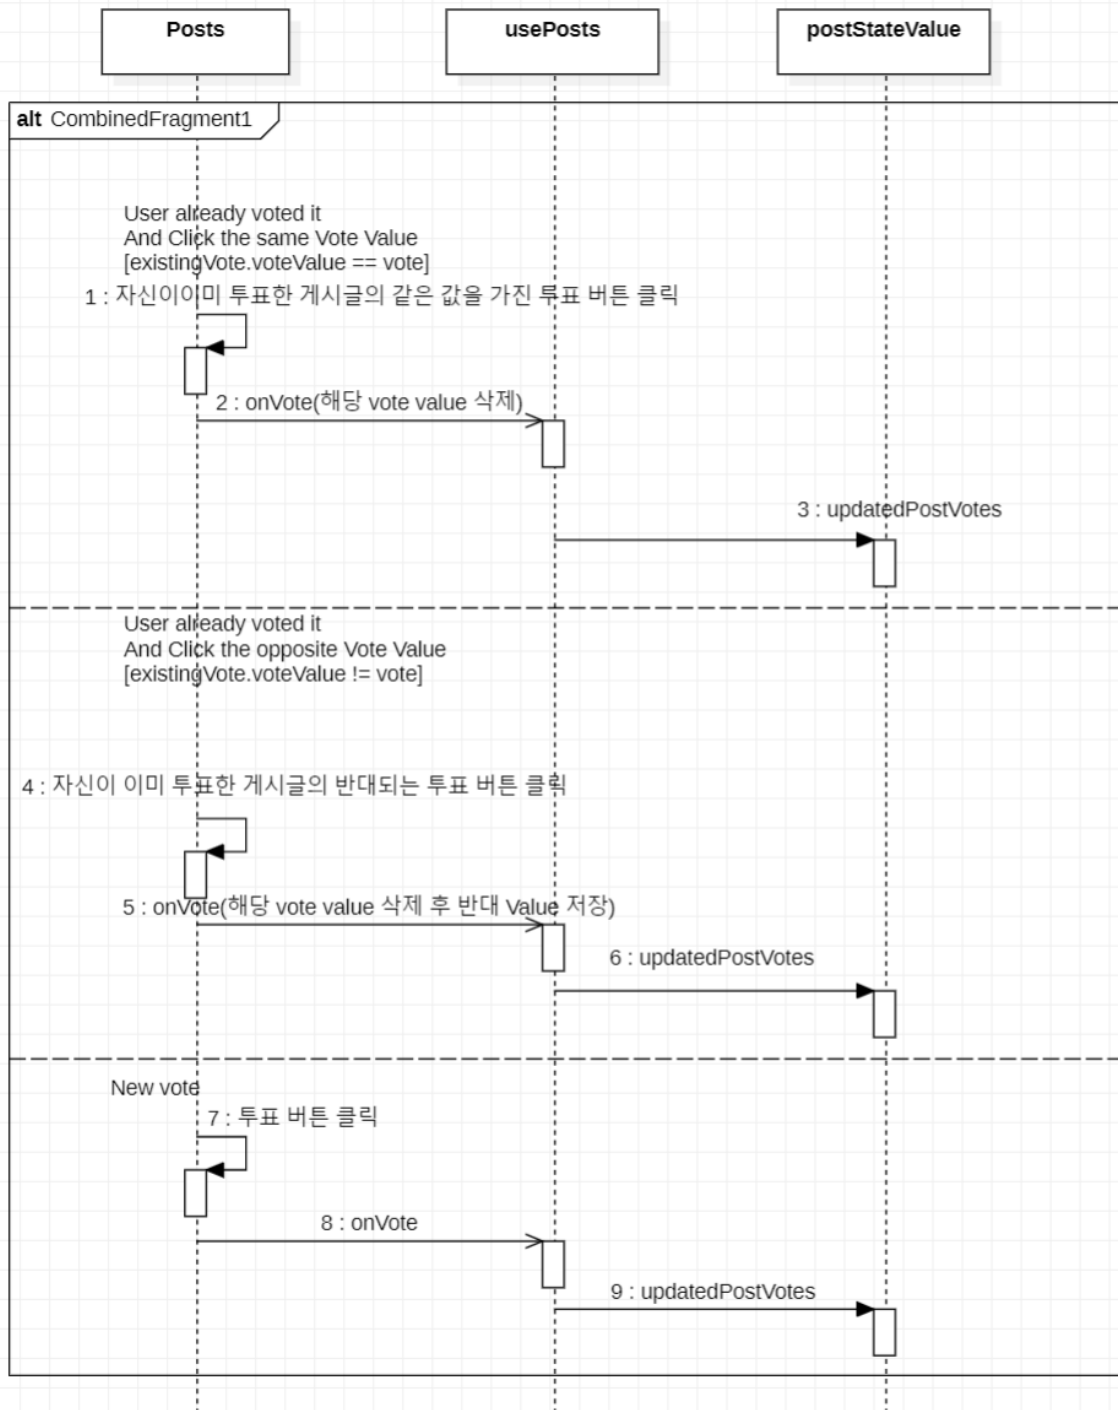 Posts
usePosts
postStateValue
alt CombinedFragment1
User already voted it
And Click the same Vote Value
[existingVote.voteValue == vote]
1 : 자신이이미 투표한 게시글의 같은 값을 가진 투표 버튼 클릭
2 : onVote(해당 vote value 삭제)
3 : updatedPostVotes
User already voted it
And Click the opposite Vote Value
[existingVote.voteValue != vote]
4 : 자신이 이미 투표한 게시글의 반대되는 투표 버튼 클릭
5 : onVote(해당 vote value 삭제 후 반대 Value 저장)
6 : updatedPostVotes
New vote
7 : 투표 버튼 클릭
8 : onVote
9 : updatedPostVotes